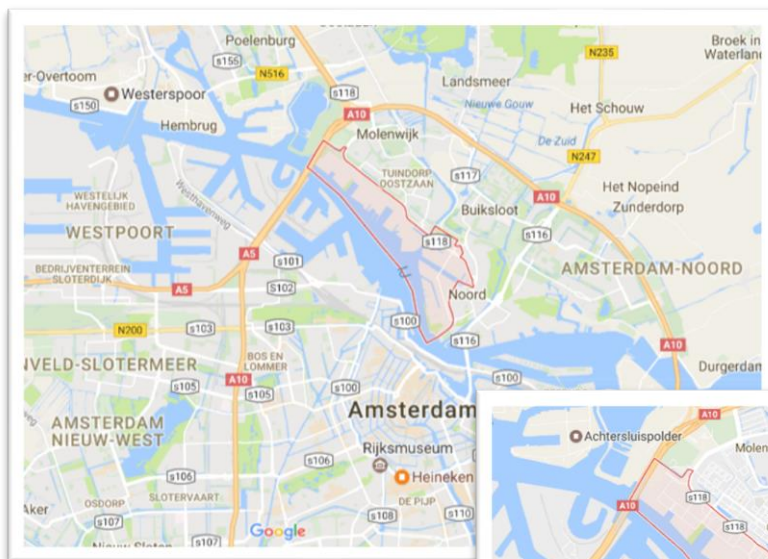 Poelenburg
s155
N235
Broek in
Waterland
er-Overtoom
N516
s118
Landsmeer
Westerspoor
s150
A10
Nieuwe Gouw
Het Schouw
Hembrug
Molenwijk
De Zuid
N247
TUINDORP
OOSTZAAN
s117
Westhavenweg
WESTELIJK
HAVENGEBIED
A10
Het Nopeind
Zunderdorp
Buiksloot
WESTPOORT
s118
s116
A5
s101
BEDRIJVENTERREIN
SLOTERDIJK
AMSTERDAM-NOORD
A5
S102
IJ
Noord
s100
N200
s103
s103
s116
A10
NVELD-SLOTERMEER
BOS EN
LOMMER
Durgerdam
s105
A10
s105
s100
s100
AMSTERDAM
NIEUW-WEST
Amsterdam
Rijksmuseum
s106
s106
Heineken
OSDORP
SLOTERVAART
DE PIJP
Aker
s107
s108
s110
Google
s107
Nieuw Sloten
A10
Achtersluispolder
Molen
s118
A10
s118